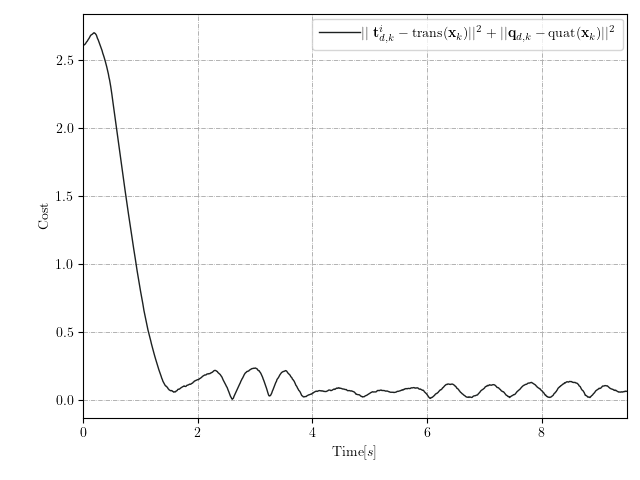 || t^i_{d,k} − trans(x_k)||^2 + ||q_{d,k} − quat(x_k)||^2
2.5
2.0
1.5
1.0
0.5
0.0
Cost
0 2 4 6 8
Time[s]